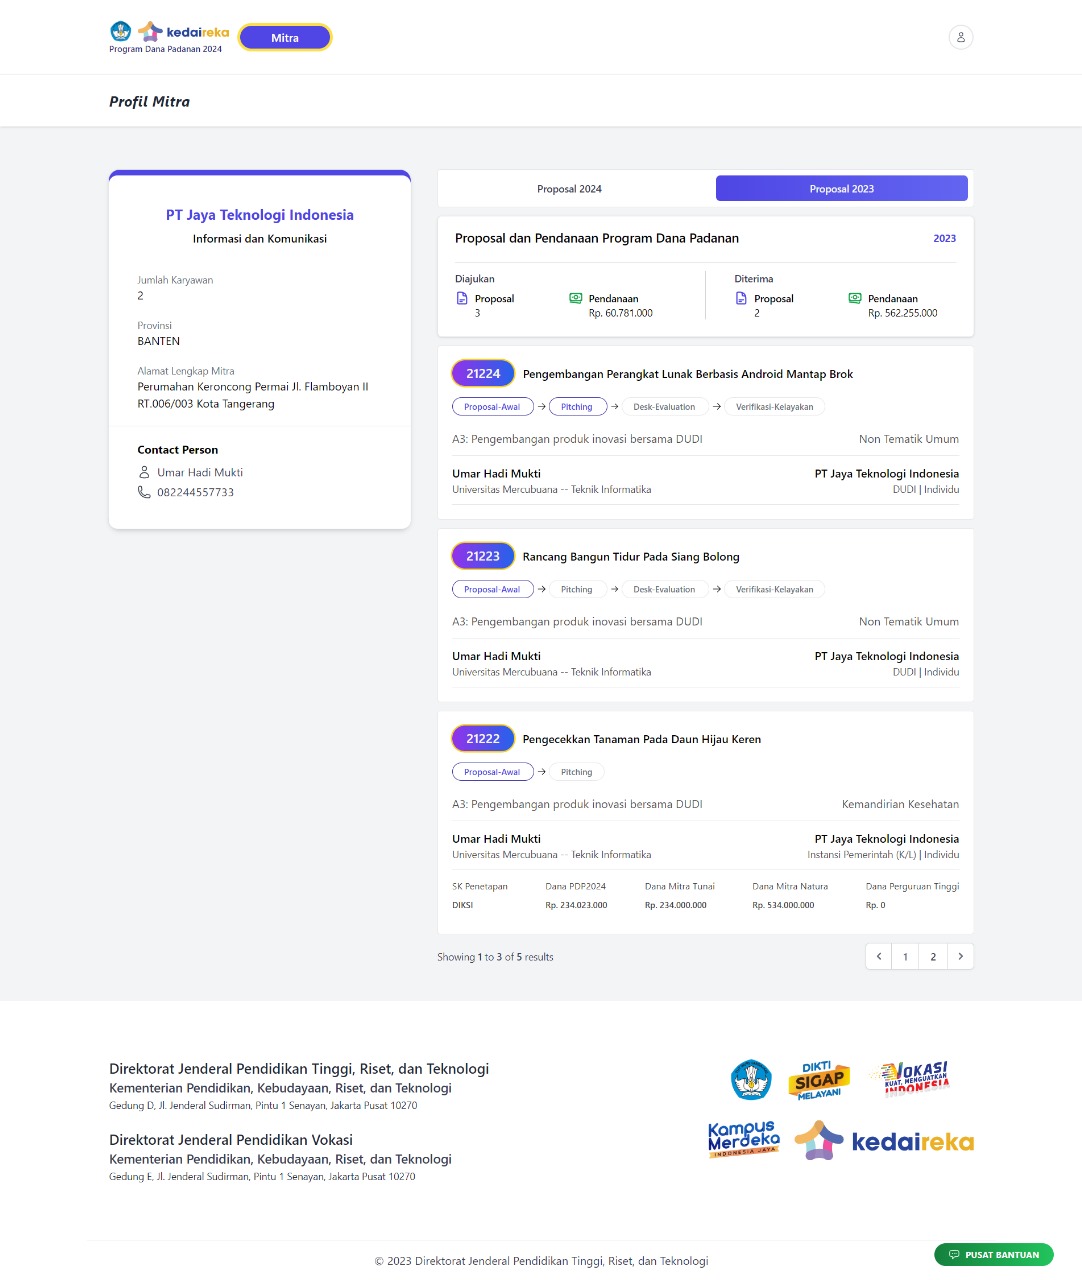 kedaireka
Program Dana Padanan 2024
Mitra
Profil Mitra
PT Jaya Teknologi Indonesia
Informasi dan Komunikasi
Jumlah Karyawan
2
Provinsi
BANTEN
Alamat Lengkap Mitra
Perumahan Keroncong Permai Jl. Flamboyan II
RT.006/003 Kota Tangerang
Contact Person
Umar Hadi Mukti
082244557733
Proposal 2024
Proposal 2023
Proposal dan Pendanaan Program Dana Padanan
2023
Diajukan
Proposal
3
Pendanaan
Rp. 60.781.000
Diterima
Proposal
2
Pendanaan
Rp. 562.255.000
21224 Pengembangan Perangkat Lunak Berbasis Android Mantap Brok
Proposal-Awal → Pitching → Desk-Evaluation → Verifikasi-Kelayakan
A3: Pengembangan produk inovasi bersama DUDI Non Tematik Umum
Umar Hadi Mukti PT Jaya Teknologi Indonesia
Universitas Mercubuana -- Teknik Informatika DUDI | Individu
21223 Rancang Bangun Tidur Pada Siang Bolong
Proposal-Awal → Pitching → Desk-Evaluation → Verifikasi-Kelayakan
A3: Pengembangan produk inovasi bersama DUDI Non Tematik Umum
Umar Hadi Mukti PT Jaya Teknologi Indonesia
Universitas Mercubuana -- Teknik Informatika DUDI | Individu
21222 Pengecekkan Tanaman Pada Daun Hijau Keren
Proposal-Awal → Pitching
A3: Pengembangan produk inovasi bersama DUDI Kemandirian Kesehatan
Umar Hadi Mukti PT Jaya Teknologi Indonesia
Universitas Mercubuana -- Teknik Informatika Instansi Pemerintah (K/L) | Individu
SK Penetapan Dana PDP2024 Dana Mitra Tunai Dana Mitra Natura Dana Perguruan Tinggi
DIKSI Rp. 234.023.000 Rp. 234.000.000 Rp. 534.000.000 Rp. 0
Showing 1 to 3 of 5 results
1 2
Direktorat Jenderal Pendidikan Tinggi, Riset, dan Teknologi
Kementerian Pendidikan, Kebudayaan, Riset, dan Teknologi
Gedung D, Jl. Jenderal Sudirman, Pintu 1 Senayan, Jakarta Pusat 10270
Direktorat Jenderal Pendidikan Vokasi
Kementerian Pendidikan, Kebudayaan, Riset, dan Teknologi
Gedung E, Jl. Jenderal Sudirman, Pintu 1 Senayan, Jakarta Pusat 10270
DIKTI
SIGAP
MELAYANI
VOKASI
KUAT, MENGUATKAN
INDONESIA
Kampus
Merdeka
INDONESIA JAYA
kedaireka
© 2023 Direktorat Jenderal Pendidikan Tinggi, Riset, dan Teknologi
PUSAT BANTUAN